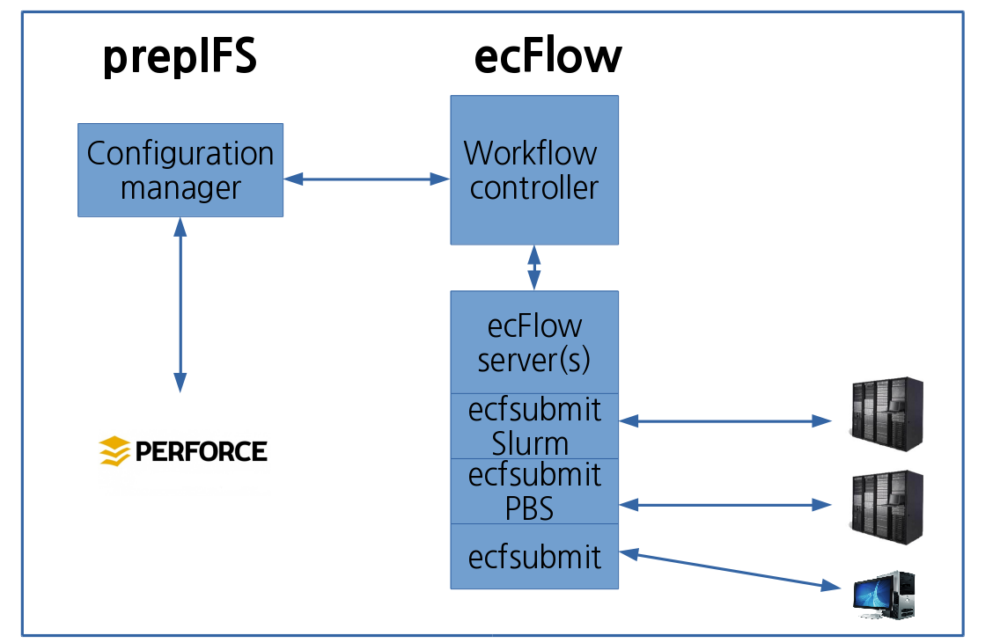 prepIFS
ecFlow
Configuration
manager
Workflow
controller
ecFlow
server(s)
ecfsubmit
Slurm
ecfsubmit
PBS
ecfsubmit
PERFORCE